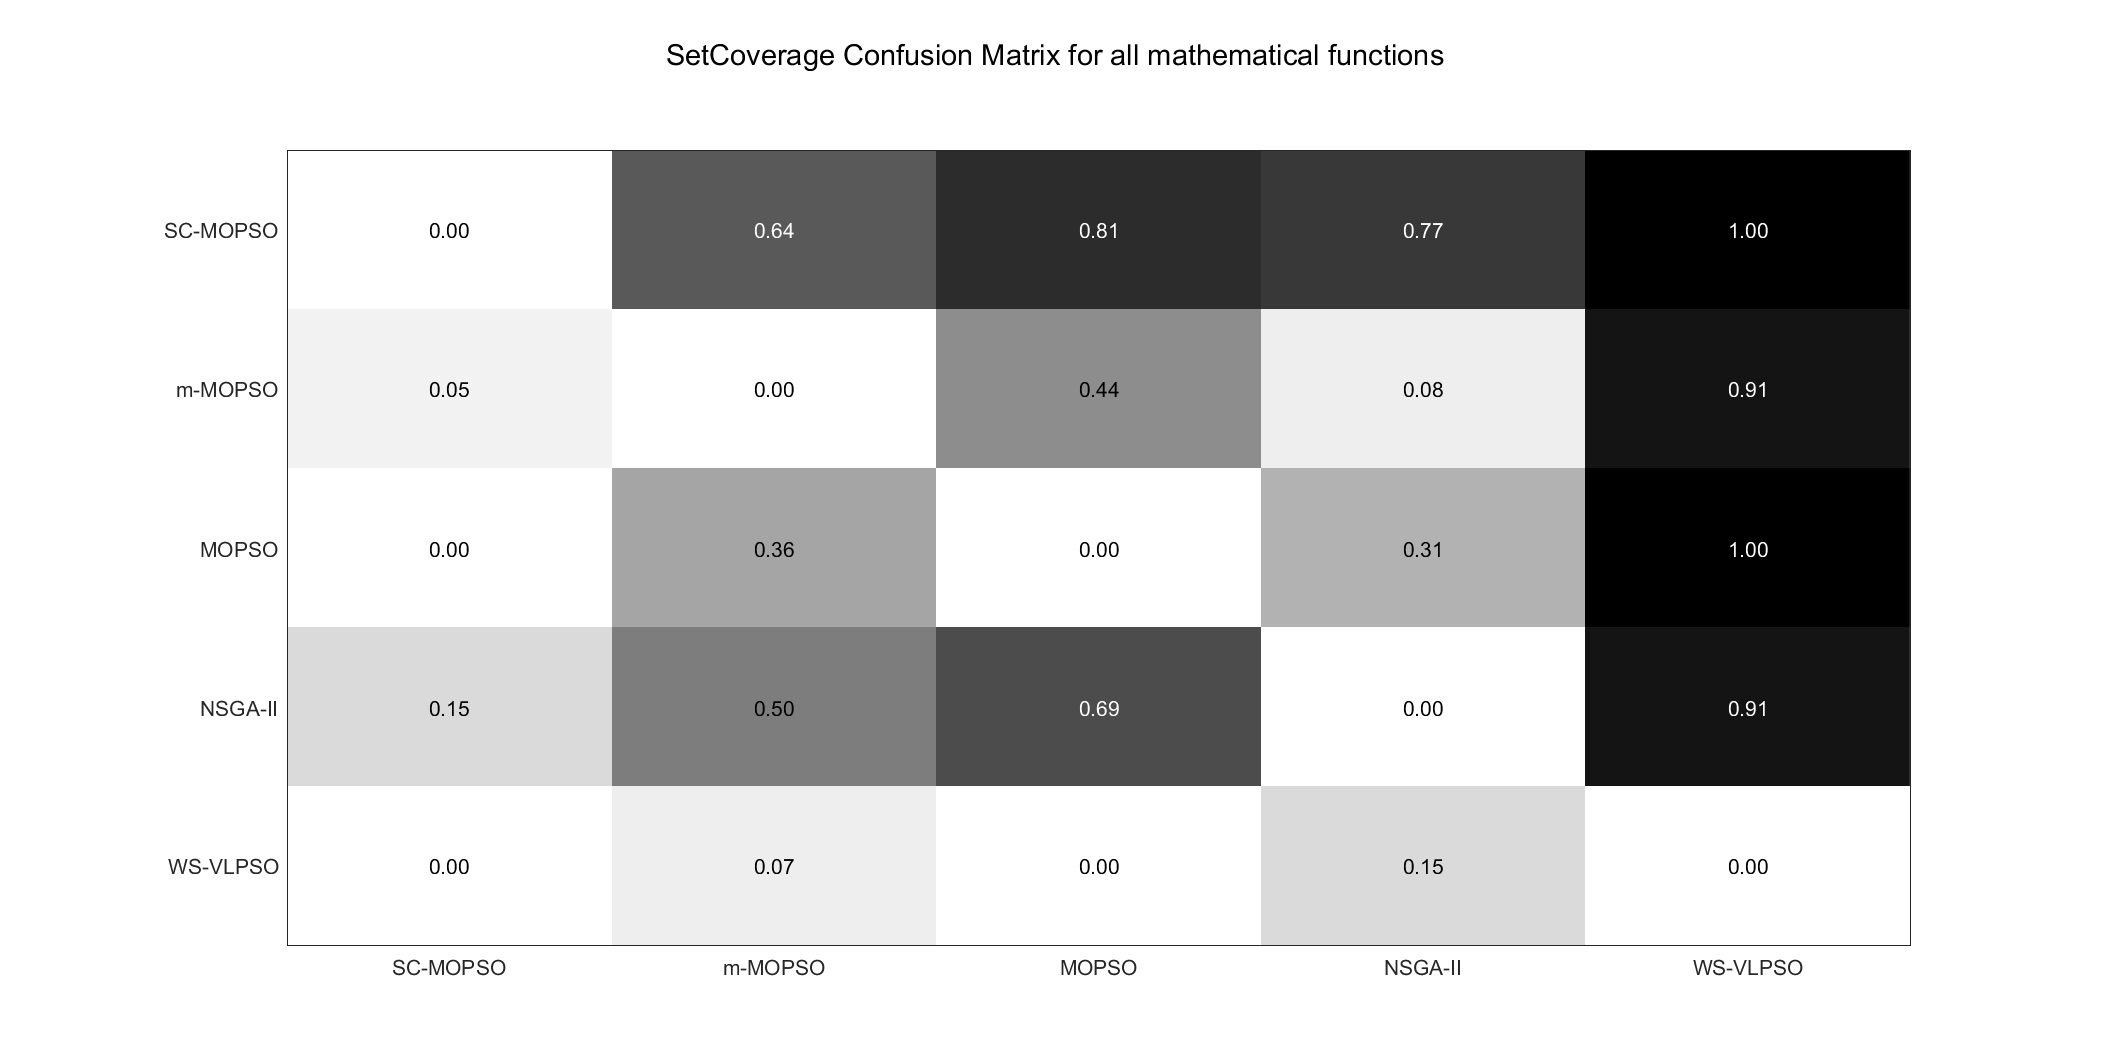 SetCoverage Confusion Matrix for all mathematical functions
SC-MOPSO 0.00 0.64 0.81 0.77 1.00
m-MOPSO 0.05 0.00 0.44 0.08 0.91
MOPSO 0.00 0.36 0.00 0.31 1.00
NSGA-II 0.15 0.50 0.69 0.00 0.91
WS-VLPSO 0.00 0.07 0.00 0.15 0.00
SC-MOPSO m-MOPSO MOPSO NSGA-II WS-VLPSO